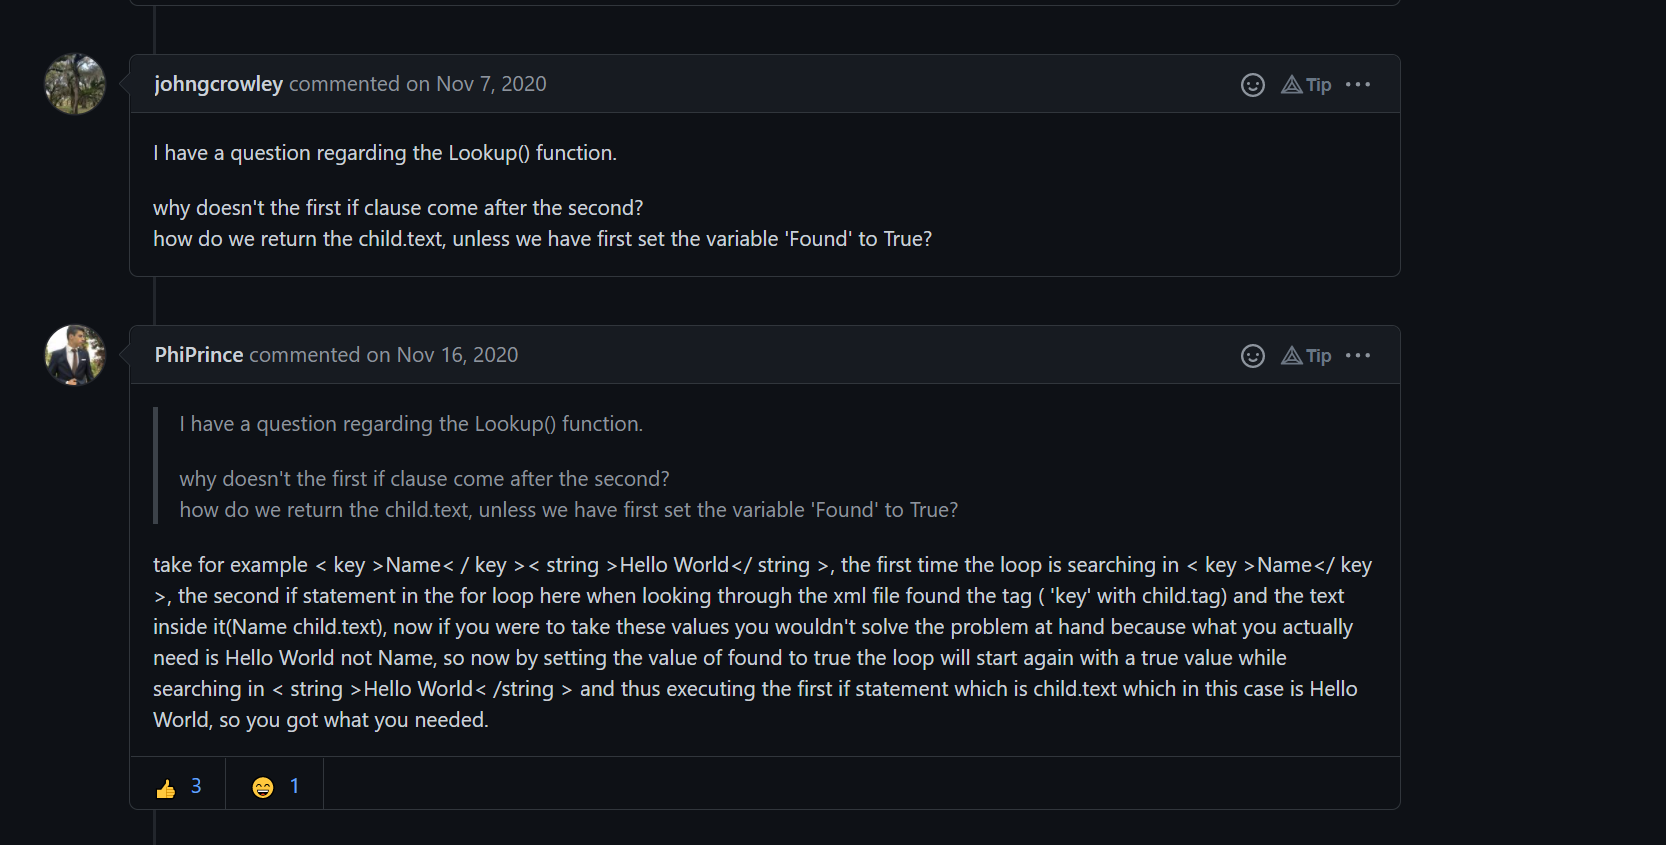 johngcrowley commented on Nov 7, 2020
Tip
I have a question regarding the Lookup() function.
why doesn't the first if clause come after the second?
how do we return the child.text, unless we have first set the variable 'Found' to True?
PhiPrince commented on Nov 16, 2020
Tip
I have a question regarding the Lookup() function.
why doesn't the first if clause come after the second?
how do we return the child.text, unless we have first set the variable 'Found' to True?
take for example < key >Name< / key >< string >Hello World</ string >, the first time the loop is searching in < key >Name</ key
>, the second if statement in the for loop here when looking through the xml file found the tag ( 'key' with child.tag) and the text
inside it(Name child.text), now if you were to take these values you wouldn't solve the problem at hand because what you actually
need is Hello World not Name, so now by setting the value of found to true the loop will start again with a true value while
searching in < string >Hello World< /string > and thus executing the first if statement which is child.text which in this case is Hello
World, so you got what you needed.
3
1